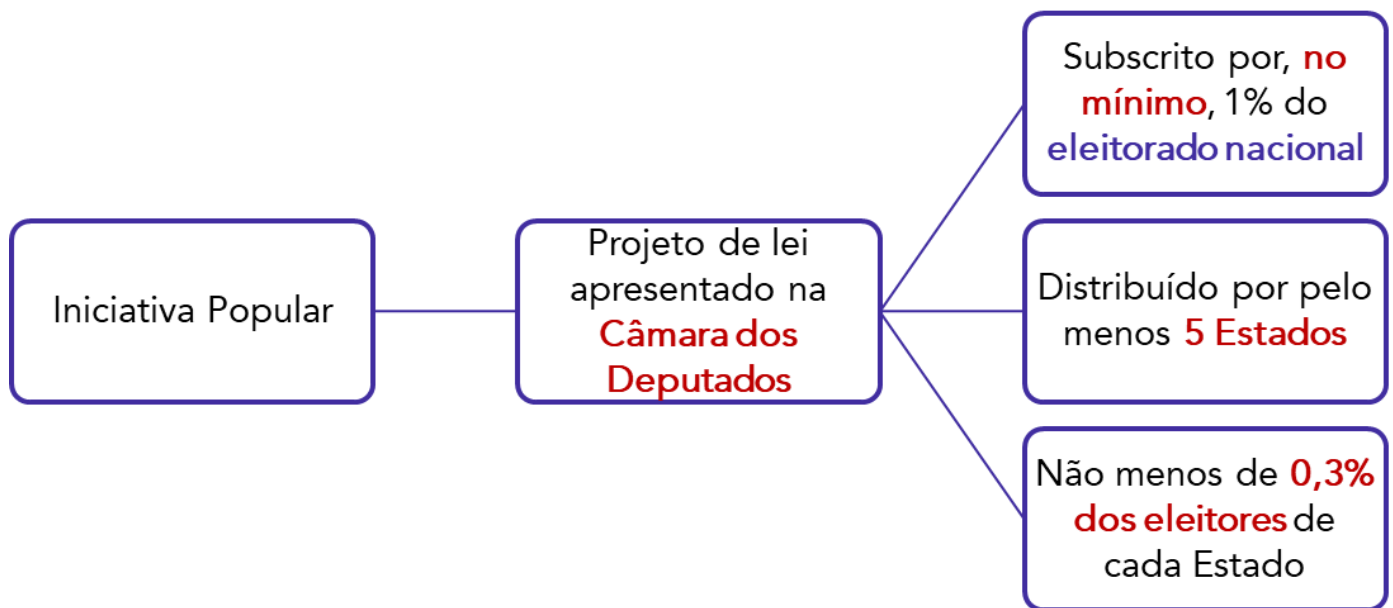 Iniciativa Popular
Projeto de lei
apresentado na
Câmara dos
Deputados
Subscrito por, no
mínimo, 1% do
eleitorado nacional
Distribuído por pelo
menos 5 Estados
Não menos de 0,3%
dos eleitores de
cada Estado